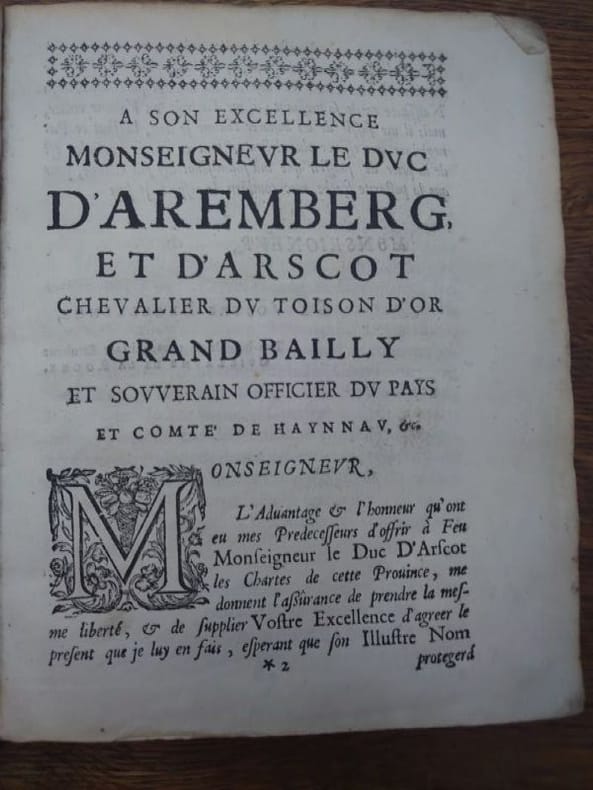 A SON EXCELLENCE
MONSEIGNEVR LE DVC
D'AREMBERG,
ET D'ARSCOT
CHEVALIER DV TOISON D'OR
GRAND BAILLY
ET SOVVERAIN OFFICIER DV PAYS
ET COMTE' DE HAYNNAV, &c.
MONSEIGNEVR,
L'Aduantage & l'honneur qu'ont
eu mes Predecesseurs d'offrir à Feu
Monseigneur le Duc D'Arscot
les Chartes de cette Prouince, me
donnent l'assûrance de prendre la mes-
me liberté, & de supplier Vostre Excellence d'agreer le
present que je luy en fais, esperant que son Illustre Nom
*2 protegera